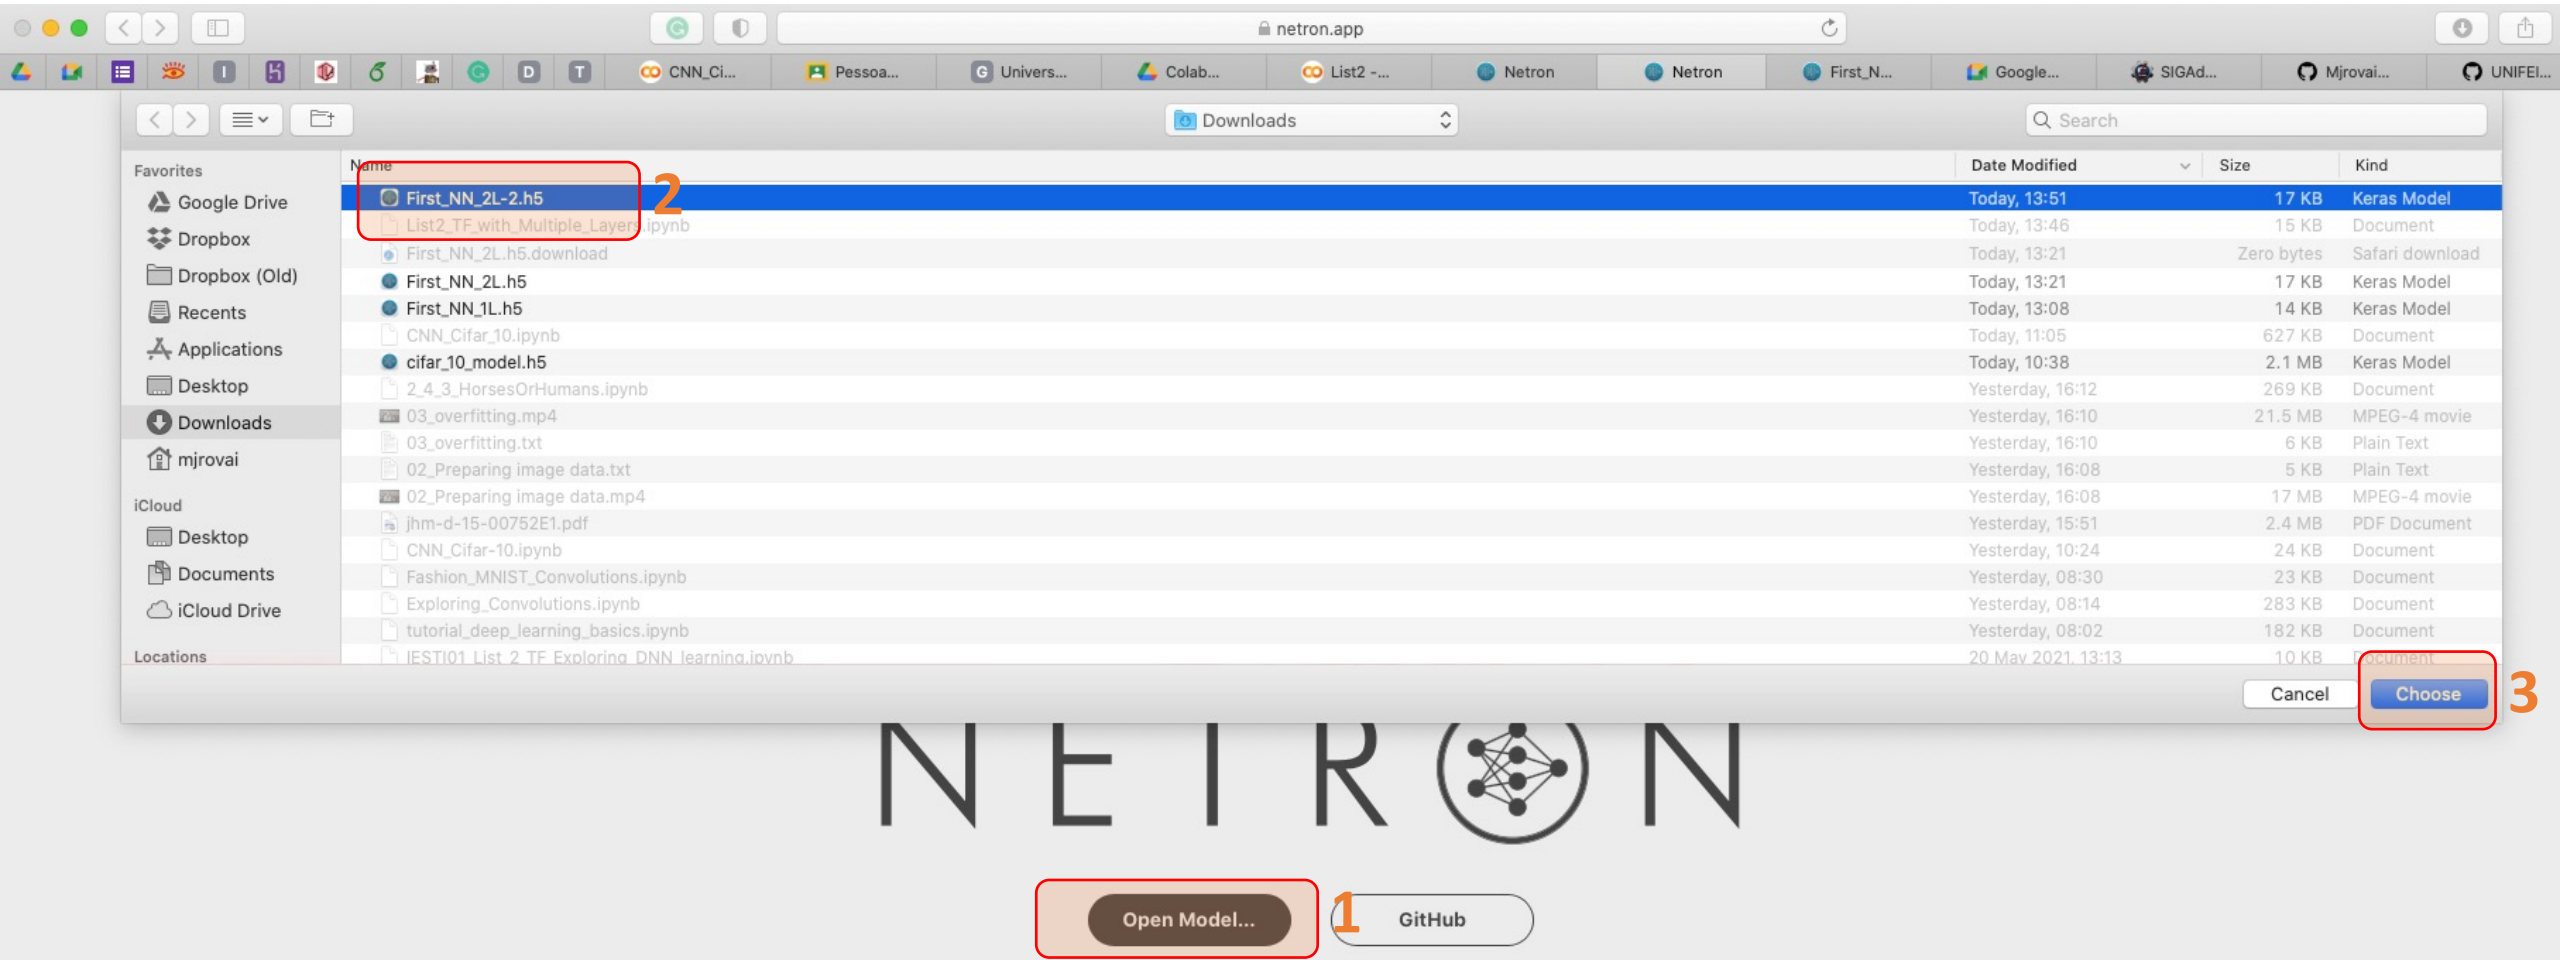 netron.app
CNN_Ci... Pessoa... G Univers... Colab... List2 -... Netron Netron First_N... Google... SIGAd... Mjrovai... UNIFEI...
Downloads Search
Favorites Name Date Modified Size Kind
Google Drive First_NN_2L-2.h5 2 Today, 13:51 17 KB Keras Model
List2_TF_with_Multiple_Layers.ipynb Today, 13:46 15 KB Document
Dropbox First_NN_2L.h5.download Today, 13:21 Zero bytes Safari download
Dropbox (Old) First_NN_2L.h5 Today, 13:21 17 KB Keras Model
Recents First_NN_1L.h5 Today, 13:08 14 KB Keras Model
CNN_Cifar_10.ipynb Today, 11:05 627 KB Document
Applications cifar_10_model.h5 Today, 10:38 2.1 MB Keras Model
Desktop 2_4_3_HorsesOrHumans.ipynb Yesterday, 16:12 269 KB Document
Downloads 03_overfitting.mp4 Yesterday, 16:10 21.5 MB MPEG-4 movie
03_overfitting.txt Yesterday, 16:10 6 KB Plain Text
mjrovai 02_Preparing image data.txt Yesterday, 16:08 5 KB Plain Text
iCloud 02_Preparing image data.mp4 Yesterday, 16:08 17 MB MPEG-4 movie
jhm-d-15-00752E1.pdf Yesterday, 15:51 2.4 MB PDF Document
Desktop CNN_Cifar-10.ipynb Yesterday, 10:24 24 KB Document
Documents Fashion_MNIST_Convolutions.ipynb Yesterday, 08:30 23 KB Document
iCloud Drive Exploring_Convolutions.ipynb Yesterday, 08:14 283 KB Document
tutorial_deep_learning_basics.ipynb Yesterday, 08:02 182 KB Document
Locations IESTI01_List_2_TF_Exploring_DNN_learning.ipynb 20 May 2021, 13:13 10 KB Document
Cancel Choose 3
NETRON
Open Model... 1 GitHub